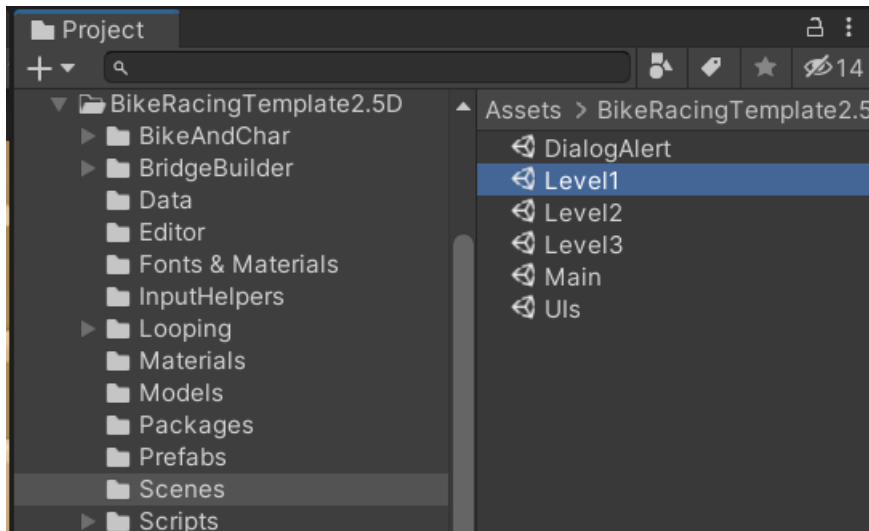 Project
14
BikeRacingTemplate2.5D
BikeAndChar
BridgeBuilder
Data
Editor
Fonts & Materials
InputHelpers
Looping
Materials
Models
Packages
Prefabs
Scenes
Scripts
Assets > BikeRacingTemplate2.5
DialogAlert
Level1
Level2
Level3
Main
UIs